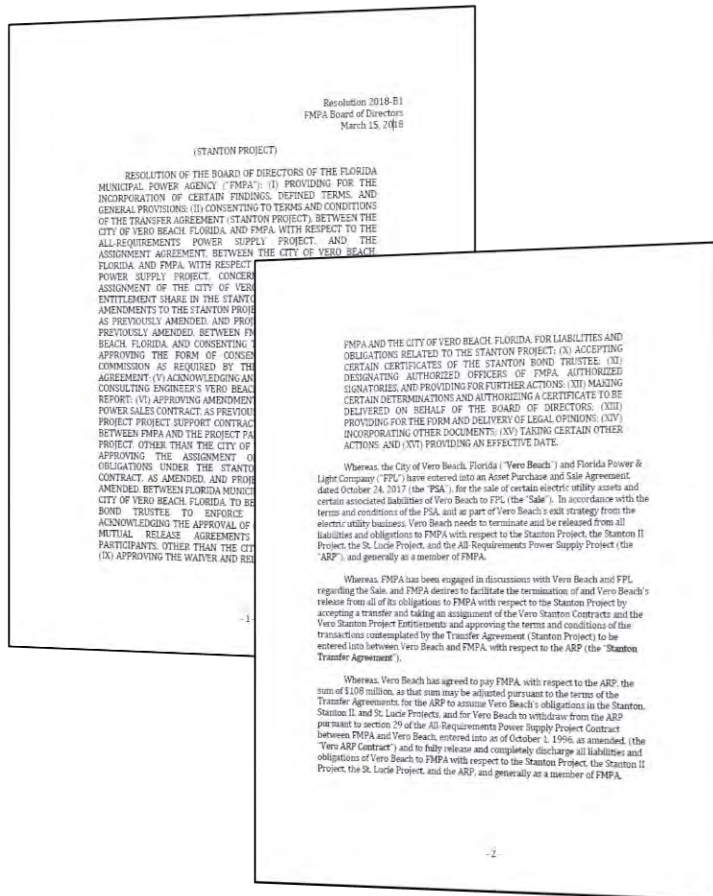 Resolution 2018-B1
FMPA Board of Directors
March 15, 2018
(STANTON PROJECT)
RESOLUTION OF THE BOARD OF DIRECTORS OF THE FLORIDA
MUNICIPAL POWER AGENCY ("FMPA"): (I) PROVIDING FOR THE
INCORPORATION OF CERTAIN FINDINGS, DEFINED TERMS, AND
GENERAL PROVISIONS; (II) CONSENTING TO TERMS AND CONDITIONS
OF THE TRANSFER AGREEMENT (STANTON PROJECT), BETWEEN THE
CITY OF VERO BEACH, FLORIDA, AND FMPA, WITH RESPECT TO THE
ALL-REQUIREMENTS POWER SUPPLY PROJECT, AND THE
ASSIGNMENT AGREEMENT, BETWEEN THE CITY OF VERO BEACH,
FLORIDA, AND FMPA, WITH RESPECT
POWER SUPPLY PROJECT, CONCERN
ASSIGNMENT OF THE CITY OF VERO
ENTITLEMENT SHARE IN THE STANTO
AMENDMENTS TO THE STANTON PROJE
AS PREVIOUSLY AMENDED, AND PROJ
PREVIOUSLY AMENDED, BETWEEN FM
BEACH, FLORIDA, AND CONSENTING T
APPROVING THE FORM OF CONSEN
COMMISSION AS REQUIRED BY THE
AGREEMENT; (V) ACKNOWLEDGING AN
CONSULTING ENGINEER'S VERO BEAC
REPORT; (VI) APPROVING AMENDMENT
POWER SALES CONTRACT, AS PREVIOUS
PROJECT PROJECT SUPPORT CONTRAC
BETWEEN FMPA AND THE PROJECT PA
PROJECT, OTHER THAN THE CITY OF
APPROVING THE ASSIGNMENT O
OBLIGATIONS UNDER THE STANTO
CONTRACT, AS AMENDED, AND PROJE
AMENDED, BETWEEN FLORIDA MUNICI
CITY OF VERO BEACH, FLORIDA, TO BE
BOND TRUSTEE TO ENFORCE
ACKNOWLEDGING THE APPROVAL OF
MUTUAL RELEASE AGREEMENTS
PARTICIPANTS, OTHER THAN THE CIT
(IX) APPROVING THE WAIVER AND REL
- 1 -
FMPA AND THE CITY OF VERO BEACH, FLORIDA, FOR LIABILITIES AND
OBLIGATIONS RELATED TO THE STANTON PROJECT; (X) ACCEPTING
CERTAIN CERTIFICATES OF THE STANTON BOND TRUSTEE; (XI)
DESIGNATING AUTHORIZED OFFICERS OF FMPA, AUTHORIZED
SIGNATORIES, AND PROVIDING FOR FURTHER ACTIONS; (XII) MAKING
CERTAIN DETERMINATIONS AND AUTHORIZING A CERTIFICATE TO BE
DELIVERED ON BEHALF OF THE BOARD OF DIRECTORS; (XIII)
PROVIDING FOR THE FORM AND DELIVERY OF LEGAL OPINIONS; (XIV)
INCORPORATING OTHER DOCUMENTS; (XV) TAKING CERTAIN OTHER
ACTIONS; AND (XVI) PROVIDING AN EFFECTIVE DATE.
Whereas, the City of Vero Beach, Florida ("Vero Beach") and Florida Power &
Light Company ("FPL") have entered into an Asset Purchase and Sale Agreement,
dated October 24, 2017 (the "PSA"), for the sale of certain electric utility assets and
certain associated liabilities of Vero Beach to FPL (the "Sale"). In accordance with the
terms and conditions of the PSA, and as part of Vero Beach's exit strategy from the
electric utility business, Vero Beach needs to terminate and be released from all
liabilities and obligations to FMPA with respect to the Stanton Project, the Stanton II
Project, the St. Lucie Project, and the All-Requirements Power Supply Project (the
"ARP"), and generally as a member of FMPA.
Whereas, FMPA has been engaged in discussions with Vero Beach and FPL
regarding the Sale, and FMPA desires to facilitate the termination of and Vero Beach's
release from all of its obligations to FMPA with respect to the Stanton Project by
accepting a transfer and taking an assignment of the Vero Stanton Contracts and the
Vero Stanton Project Entitlements and approving the terms and conditions of the
transactions contemplated by the Transfer Agreement (Stanton Project) to be
entered into between Vero Beach and FMPA, with respect to the ARP (the "Stanton
Transfer Agreement").
Whereas, Vero Beach has agreed to pay FMPA, with respect to the ARP, the
sum of $108 million, as that sum may be adjusted pursuant to the terms of the
Transfer Agreements, for the ARP to assume Vero Beach's obligations in the Stanton,
Stanton II, and St. Lucie Projects, and for Vero Beach to withdraw from the ARP
pursuant to section 29 of the All-Requirements Power Supply Project Contract
between FMPA and Vero Beach, entered into as of October 1, 1996, as amended, (the
"Vero ARP Contract") and to fully release and completely discharge all liabilities and
obligations of Vero Beach to FMPA with respect to the Stanton Project, the Stanton II
Project, the St. Lucie Project, and the ARP, and generally as a member of FMPA.
- 2 -